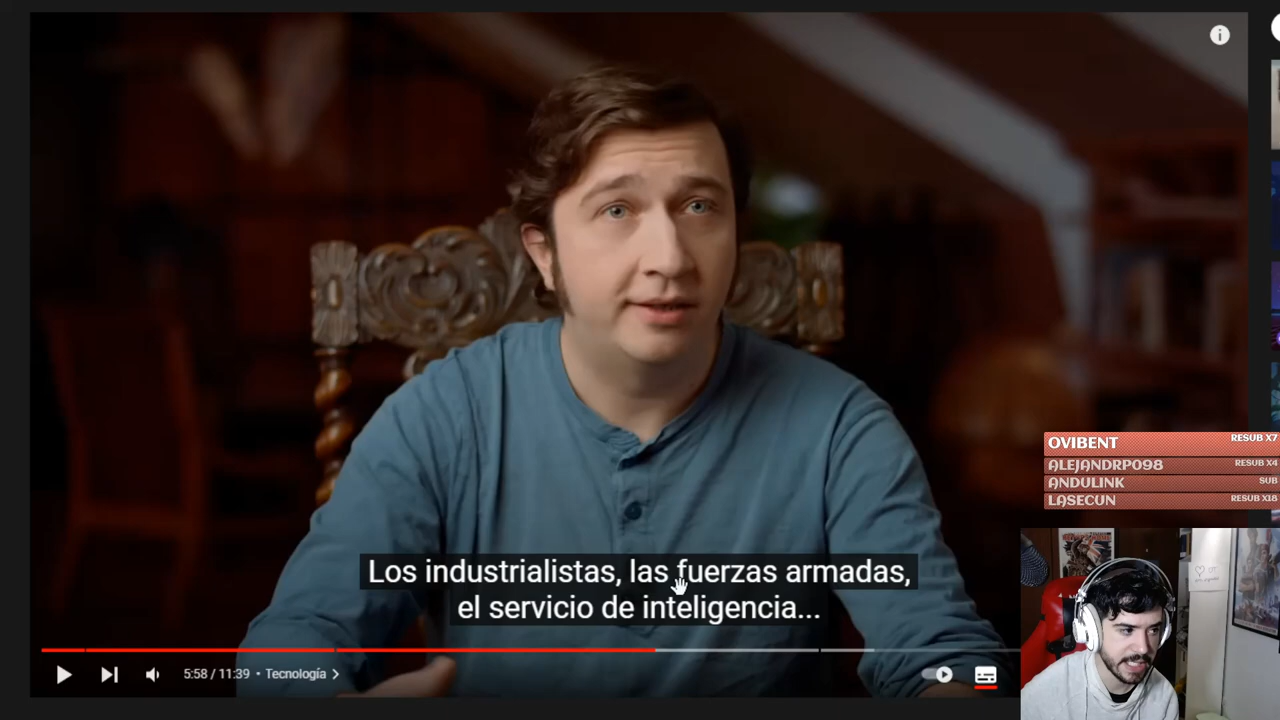 Los industrialistas, las fuerzas armadas,
el servicio de inteligencia...
5:58 / 11:39 • Tecnología
OVIBENT RESUB X7
ALEJANDRP098 RESUB X4
ANDULINK SUB
LASECUN RESUB X18